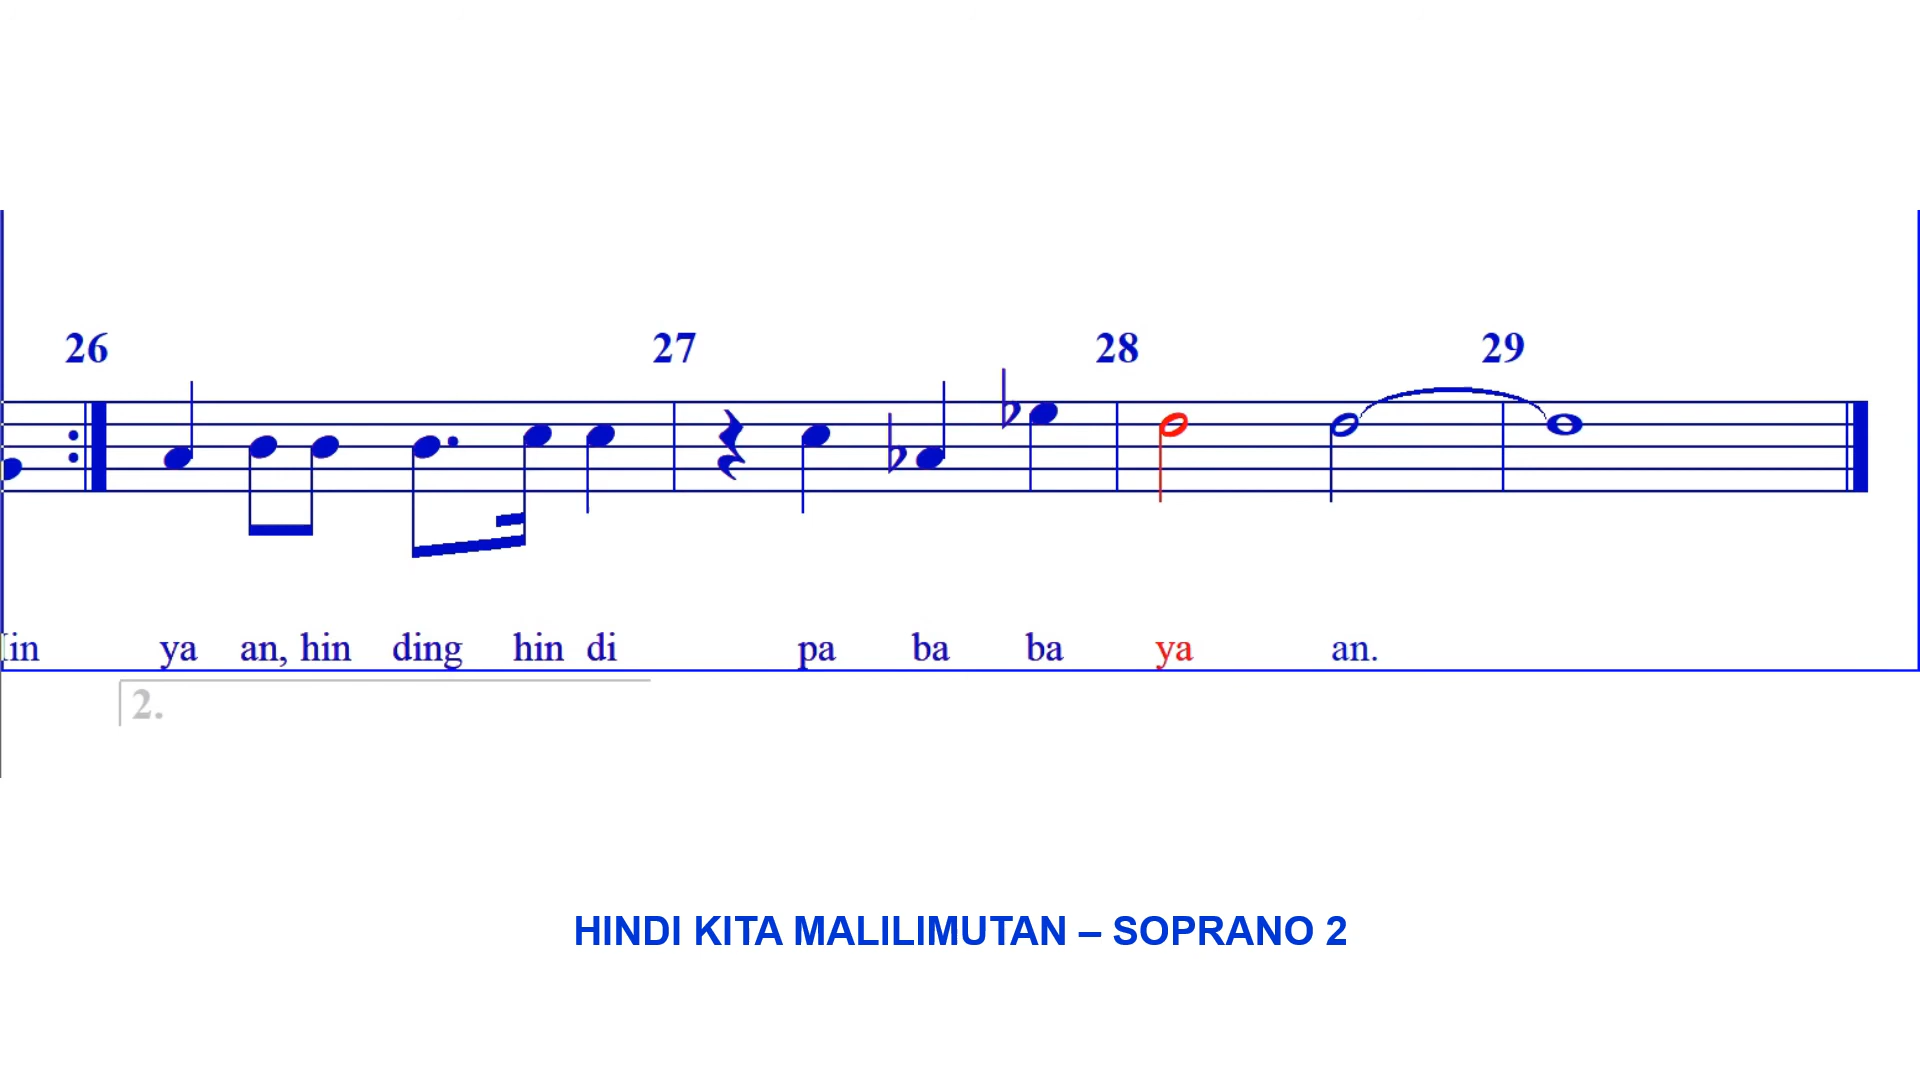 26 27 28 29
ya an, hin ding hin di pa ba ba ya an.
2.
HINDI KITA MALILIMUTAN – SOPRANO 2